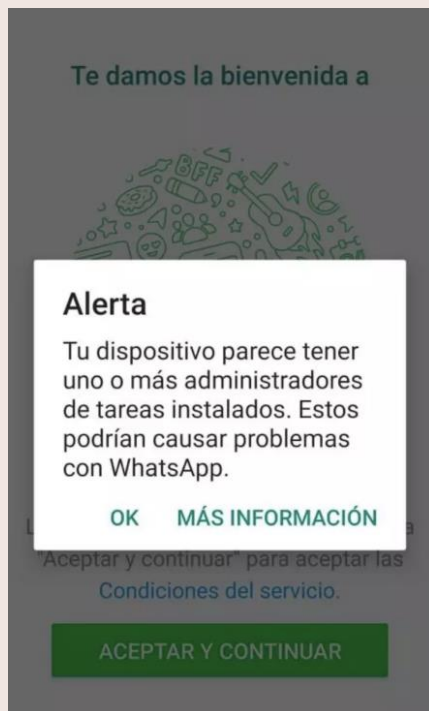 Te damos la bienvenida a
BFF
Alerta
Tu dispositivo parece tener
uno o más administradores
de tareas instalados. Estos
podrían causar problemas
con WhatsApp.
OK MÁS INFORMACIÓN
"Aceptar y continuar" para aceptar las
Condiciones del servicio.
ACEPTAR Y CONTINUAR